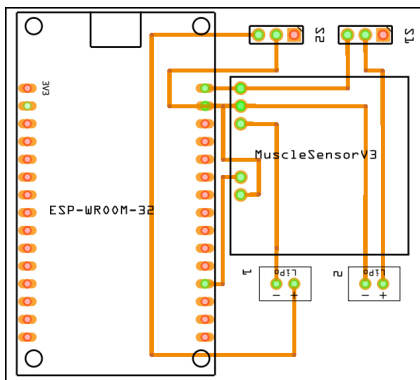 S2
S1
3V3
MuscleSensorV3
ESP-WROOM-32
1
LiPo
- +
2
LiPo
- +